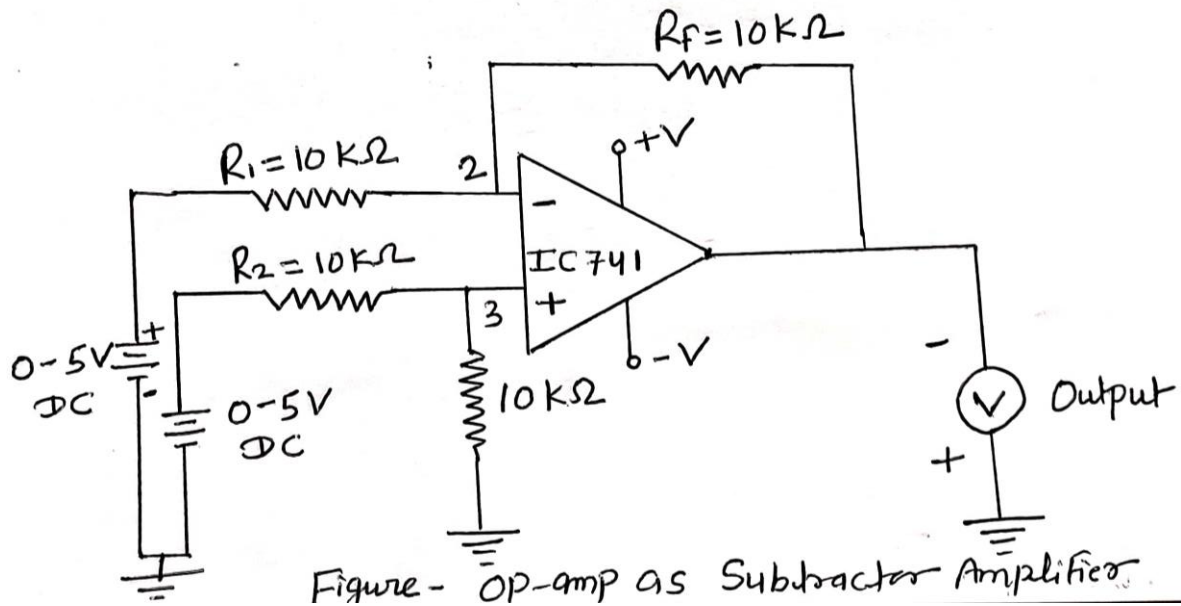 RF=10KΩ
+V
R1=10KΩ
2
-
R2=10KΩ
IC741
3
+
-V
+
0-5V
DC
-
0-5V
DC
10KΩ
-
V
Output
+
Figure- OP-amp as Subtractor Amplifier